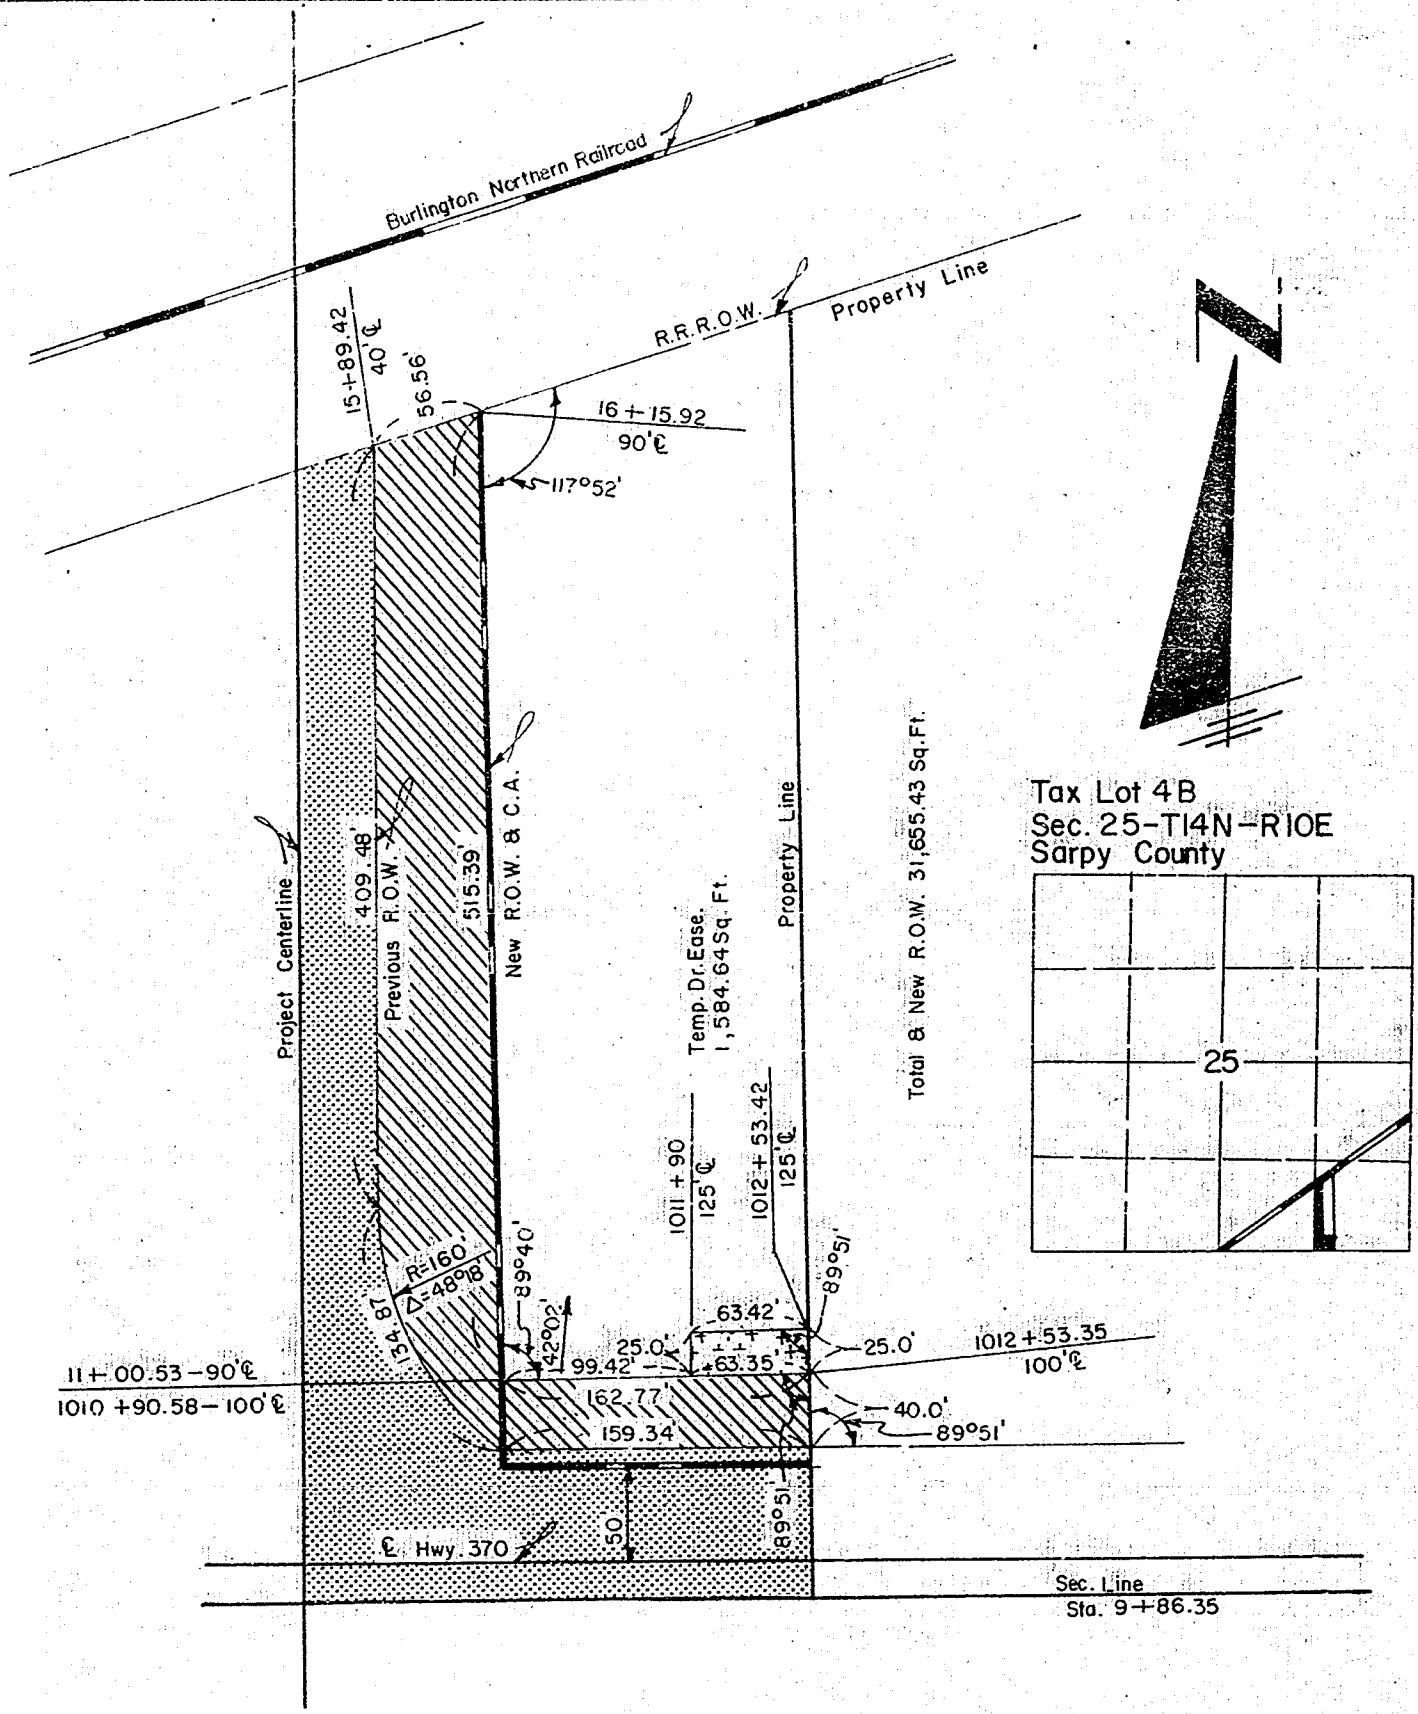 Burlington Northern Railroad
15+89.42
40' ℄
56.56'
R.R.R.O.W.
Property Line
16+15.92
90' ℄
117°52'
Project Centerline
409 48
Previous R.O.W.
515.39'
New R.O.W. & C.A.
Temp. Dr. Ease.
1,584.64 Sq. Ft.
Property Line
Total & New R.O.W. 31,655.43 Sq. Ft.
Tax Lot 4B
Sec. 25-T14N-R10E
Sarpy County
25
1011+90
125' ℄
1012+53.42
125' ℄
R=160'
Δ=48°18'
134 87
89°40'
42°02'
89°51'
63.42'
25.0'
25.0'
99.42'
63.35'
1012+53.35
100' ℄
11+00.53-90' ℄
1010+90.58-100' ℄
162.77'
159.34'
40.0'
89°51'
89°51
50
℄ Hwy. 370
Sec. Line
Sta. 9+86.35